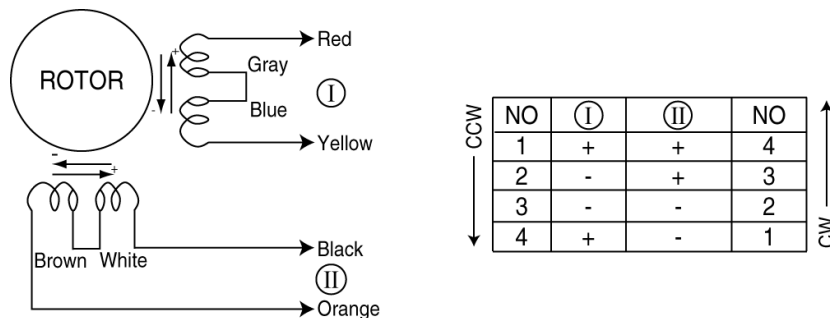 Red
ROTOR
+
Gray
-
Blue
I
Yellow
-
+
Brown White
Black
II
Orange
CCW
NO I II NO
1 + + 4
2 - + 3
3 - - 2
4 + - 1
CW